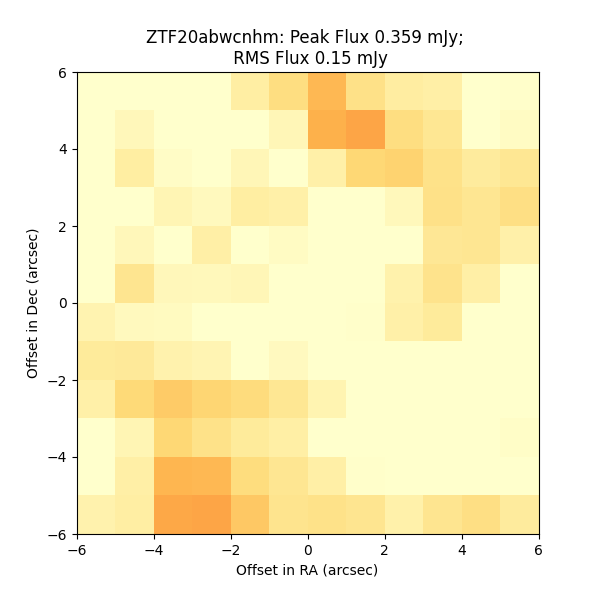 ZTF20abwcnhm: Peak Flux 0.359 mJy;
RMS Flux 0.15 mJy
6
4
2
0
−2
−4
−6
Offset in Dec (arcsec)
−6 −4 −2 0 2 4 6
Offset in RA (arcsec)